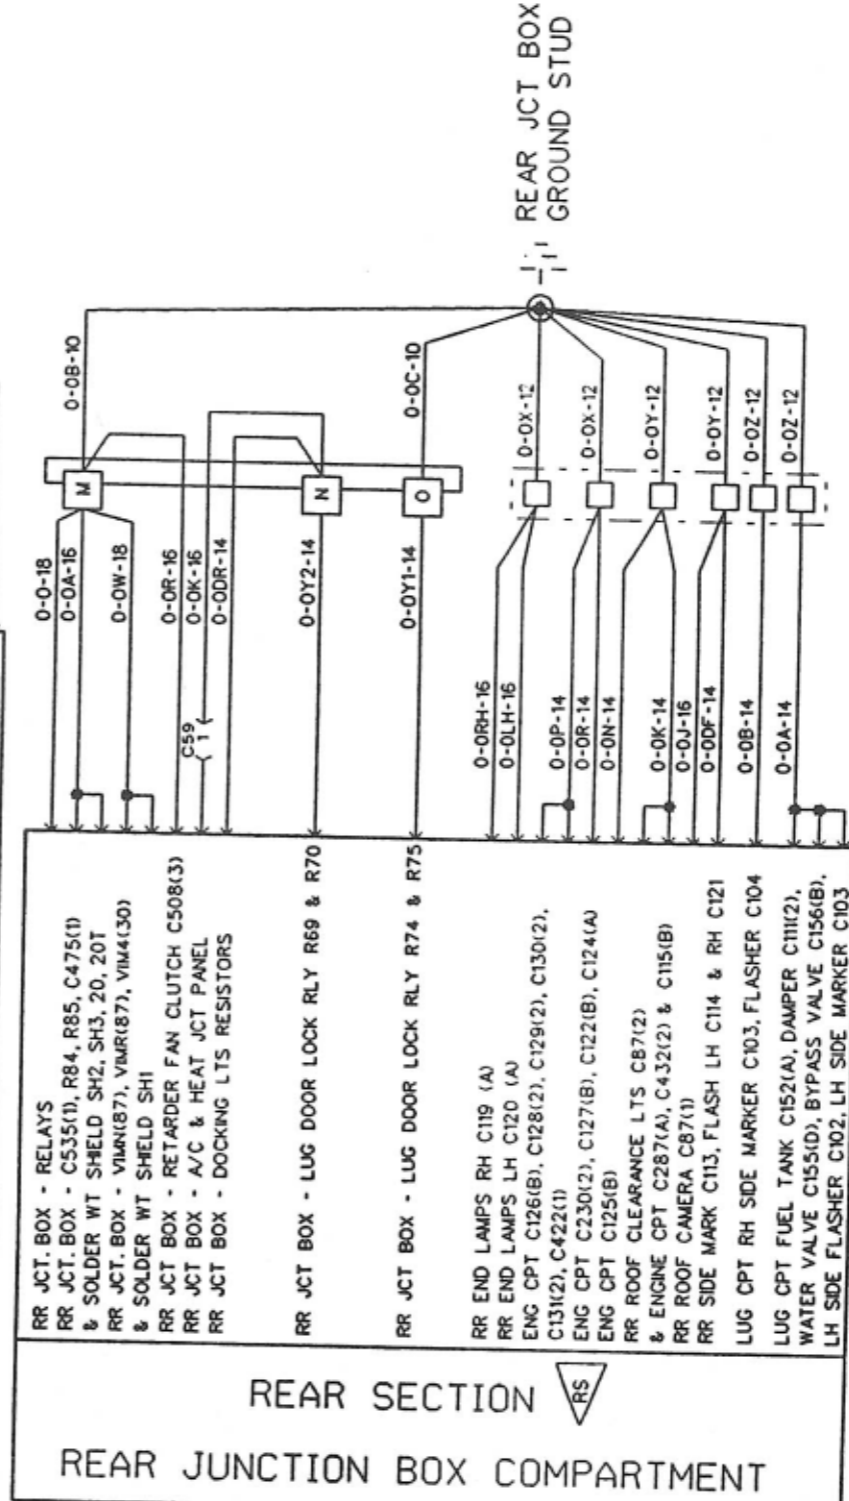 REAR JUNCTION BOX COMPARTMENT
REAR SECTION
RS
RR JCT. BOX - RELAYS
RR JCT. BOX - C535(1), R84, R85, C475(1)
& SOLDER WT SHIELD SH2, SH3, 20, 20T
RR JCT. BOX - VIMN(87), VIMR(87), VIM4(30)
& SOLDER WT SHIELD SH1
RR JCT BOX - RETARDER FAN CLUTCH C508(3)
RR JCT BOX - A/C & HEAT JCT PANEL
RR JCT BOX - DOCKING LTS RESISTORS
RR JCT BOX - LUG DOOR LOCK RLY R69 & R70
RR JCT BOX - LUG DOOR LOCK RLY R74 & R75
RR END LAMPS RH C119 (A)
RR END LAMPS LH C120 (A)
ENG CPT C126(B), C128(2), C129(2), C130(2),
C131(2), C422(1)
ENG CPT C230(2), C127(B), C122(B), C124(A)
ENG CPT C125(B)
RR ROOF CLEARANCE LTS C87(2)
& ENGINE CPT C287(A), C432(2) & C115(B)
RR ROOF CAMERA C87(1)
RR SIDE MARK C113, FLASH LH C114 & RH C121
LUG CPT RH SIDE MARKER C103, FLASHER C104
LUG CPT FUEL TANK C152(A), DAMPER C111(2),
WATER VALVE C155(D), BYPASS VALVE C156(B),
LH SIDE FLASHER C102, LH SIDE MARKER C103
0-0-18
0-0A-16
0-0W-18
0-0R-16
0-0K-16
0-0DR-14
C59
1
0-0Y2-14
0-0Y1-14
0-0RH-16
0-0LH-16
0-0P-14
0-0R-14
0-0N-14
0-0K-14
0-0J-16
0-0DF-14
0-0B-14
0-0A-14
M
N
O
0-0B-10
0-0C-10
0-0X-12
0-0X-12
0-0Y-12
0-0Y-12
0-0Z-12
0-0Z-12
REAR JCT BOX
GROUND STUD